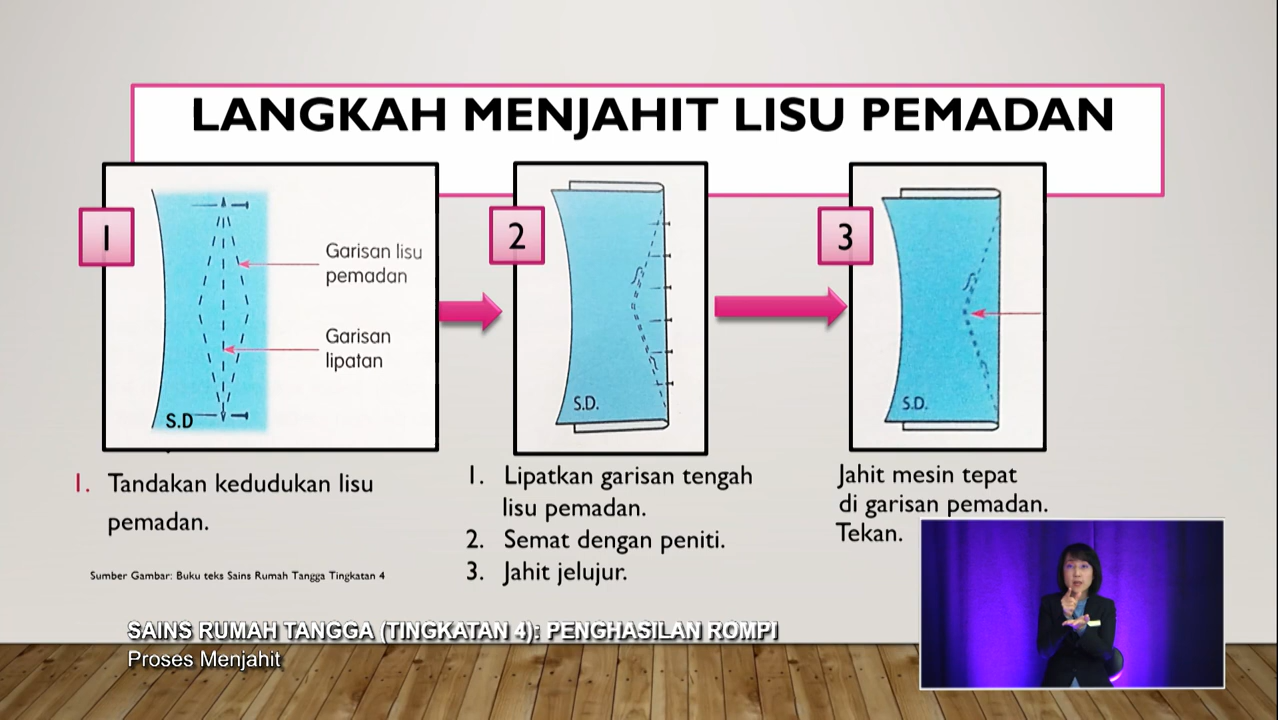 LANGKAH MENJAHIT LISU PEMADAN
1
Garisan lisu
pemadan
Garisan
lipatan
S.D
1. Tandakan kedudukan lisu
pemadan.
2
S.D.
1. Lipatkan garisan tengah
lisu pemadan.
2. Semat dengan peniti.
3. Jahit jelujur.
3
S.D.
Jahit mesin tepat
di garisan pemadan.
Tekan.
Sumber Gambar: Buku teks Sains Rumah Tangga Tingkatan 4
SAINS RUMAH TANGGA (TINGKATAN 4): PENGHASILAN ROMPI
Proses Menjahit